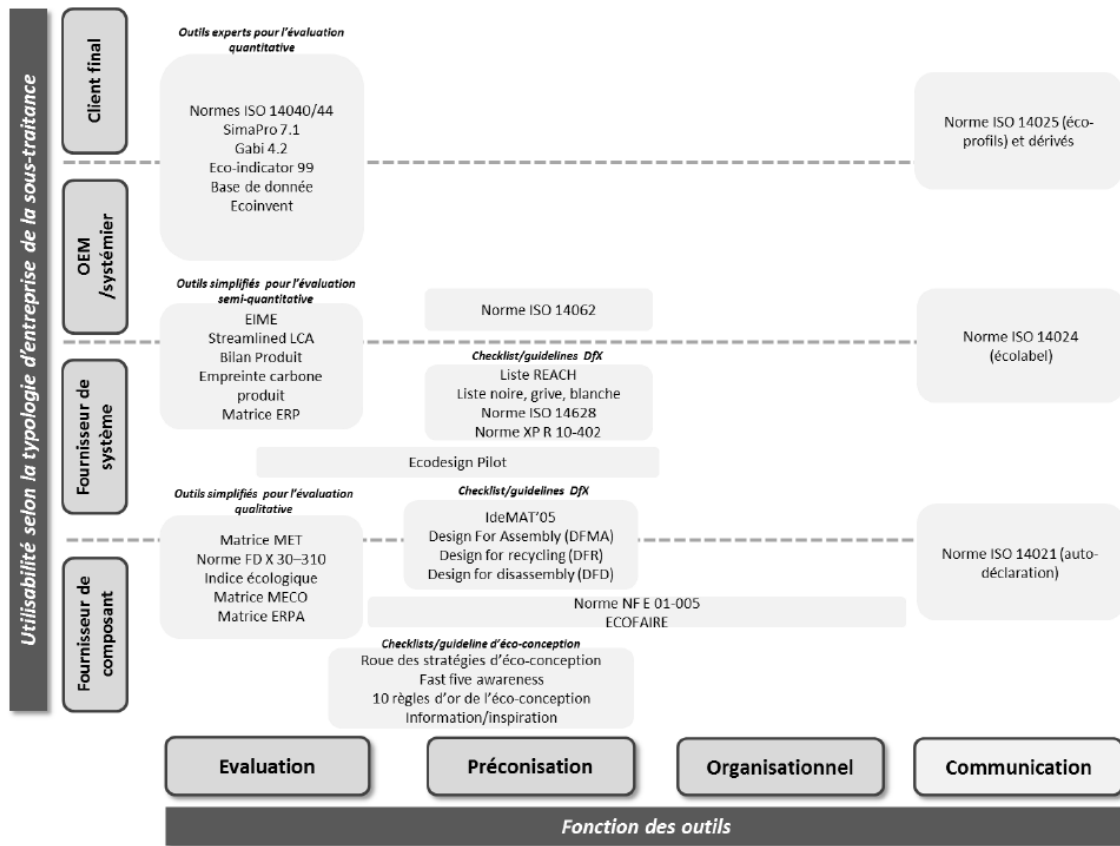 Utilisabilité selon la typologie d'entreprise de la sous-traitance
Client final
Outils experts pour l'évaluation
quantitative
Normes ISO 14040/44
SimaPro 7.1
Gabi 4.2
Eco-indicator 99
Base de donnée
Ecoinvent
Norme ISO 14025 (éco-
profils) et dérivés
OEM
/systémier
Outils simplifiés pour l'évaluation
semi-quantitative
EIME
Streamlined LCA
Bilan Produit
Empreinte carbone
produit
Matrice ERP
Norme ISO 14062
Norme ISO 14024
(écolabel)
Checklist/guidelines DfX
Liste REACH
Liste noire, grive, blanche
Norme ISO 14628
Norme XP R 10-402
Fournisseur de
système
Ecodesign Pilot
Outils simplifiés pour l'évaluation
qualitative
Matrice MET
Norme FD X 30–310
Indice écologique
Matrice MECO
Matrice ERPA
Checklist/guidelines DfX
IdeMAT'05
Design For Assembly (DFMA)
Design for recycling (DFR)
Design for disassembly (DFD)
Norme ISO 14021 (auto-
déclaration)
Fournisseur de
composant
Norme NF E 01-005
ECOFAIRE
Checklists/guideline d'éco-conception
Roue des stratégies d'éco-conception
Fast five awareness
10 règles d'or de l'éco-conception
Information/inspiration
Evaluation
Préconisation
Organisationnel
Communication
Fonction des outils